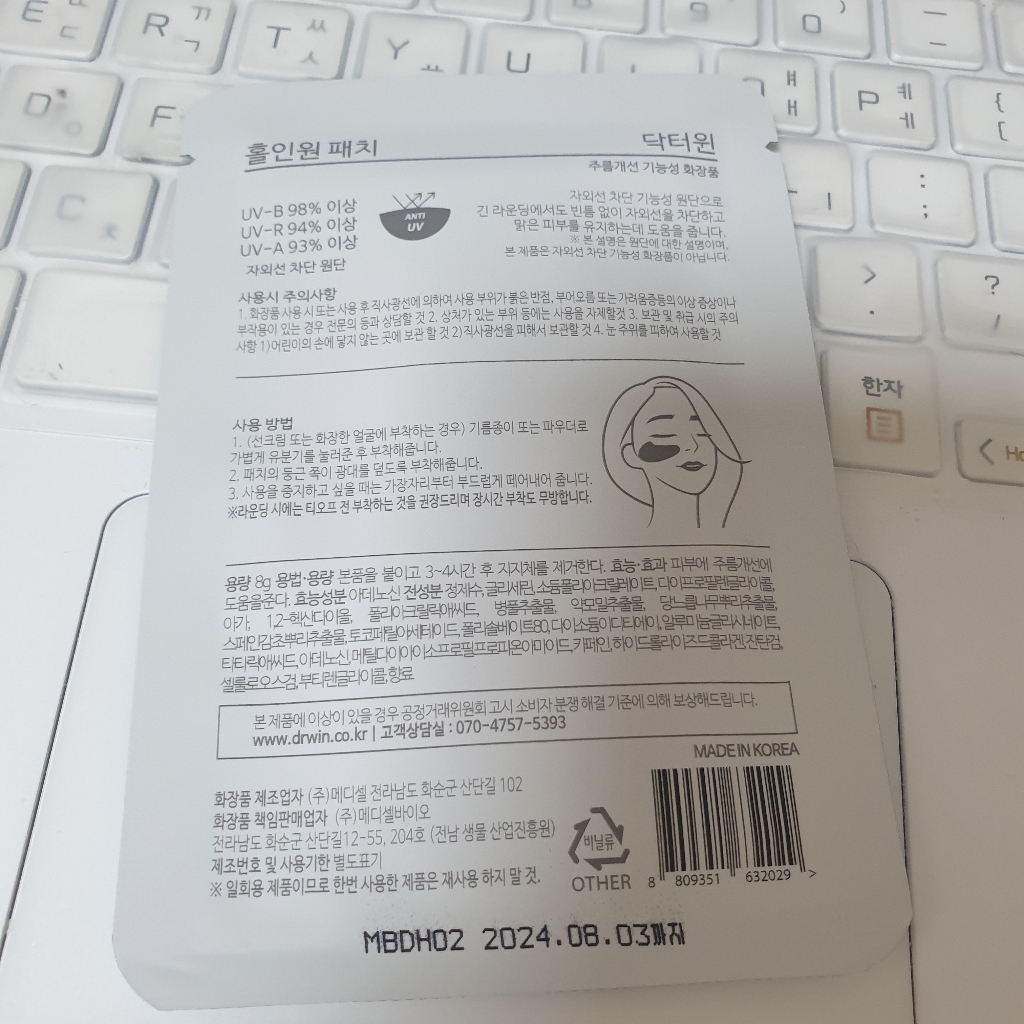 E ㄷ
R ㄲ ㄱ
T ㅆ ㅅ
Y ㅛ
U
O
P ㅖ ㅔ
D
F
C
{ [
: ;
> .
? /
한자
홀인원 패치
닥터윈
주름개선 기능성 화장품
UV-B 98% 이상
UV-R 94% 이상
UV-A 93% 이상
자외선 차단 원단
ANTI
UV
자외선 차단 기능성 원단으로
긴 라운딩에서도 빈틈 없이 자외선을 차단하고
맑은 피부를 유지하는데 도움을 줍니다.
※ 본 설명은 원단에 대한 설명이며,
본 제품은 자외선 차단 기능성 화장품이 아닙니다.
사용시 주의사항
1. 화장품 사용 시 또는 사용 후 직사광선에 의하여 사용 부위가 붉은 반점, 부어오름 또는 가려움증등의 이상 증상이나
부작용이 있는 경우 전문의 등과 상담할 것 2. 상처가 있는 부위 등에는 사용을 자제할것 3. 보관 및 취급 시의 주의
사항 1)어린이의 손에 닿지 않는 곳에 보관 할 것 2)직사광선을 피해서 보관할 것 4. 눈 주위를 피하여 사용할 것
사용 방법
1. (선크림 또는 화장한 얼굴에 부착하는 경우) 기름종이 또는 파우더로
가볍게 유분기를 눌러준 후 부착해줍니다.
2. 패치의 둥근 쪽이 광대를 덮도록 부착해줍니다.
3. 사용을 중지하고 싶을 때는 가장자리부터 부드럽게 떼어내어 줍니다.
※라운딩 시에는 티오프 전 부착하는 것을 권장드리며 장시간 부착도 무방합니다.
용량 8g 용법·용량 본품을 붙이고 3~4시간 후 지지체를 제거한다. 효능·효과 피부에 주름개선에
도움을준다. 효능성분 아데노신 전성분 정제수, 글리세린, 소듐폴리아크릴레이트, 다이프로필렌글라이콜,
아가, 1,2-헥산다이올, 폴리아크릴릭애씨드, 병풀추출물, 약모밀추출물, 당느릅나무뿌리추출물,
스페인감초뿌리추출물, 토코페릴아세테이트, 폴리솔베이트80, 다이소듐이디티에이, 알루미늄글리시네이트,
타타릭애씨드, 아데노신, 메틸다이아이소프로필프로피온아마이드, 카페인, 하이드롤라이즈드콜라겐, 잔탄검,
셀룰로오스검, 부틸렌글라이콜, 향료
본 제품에 이상이 있을 경우 공정거래위원회 고시 소비자 분쟁 해결 기준에 의해 보상해드립니다.
www.drwin.co.kr | 고객상담실 : 070-4757-5393
MADE IN KOREA
화장품 제조업자 (주)메디셀 전라남도 화순군 산단길 102
화장품 책임판매업자 (주)메디셀바이오
전라남도 화순군 산단길12-55, 204호 (전남 생물 산업진흥원)
제조번호 및 사용기한 별도표기
※ 일회용 제품이므로 한번 사용한 제품은 재사용 하지 말 것.
비닐류
OTHER
8 809351 632029 >
MBDH02 2024.08.03까지